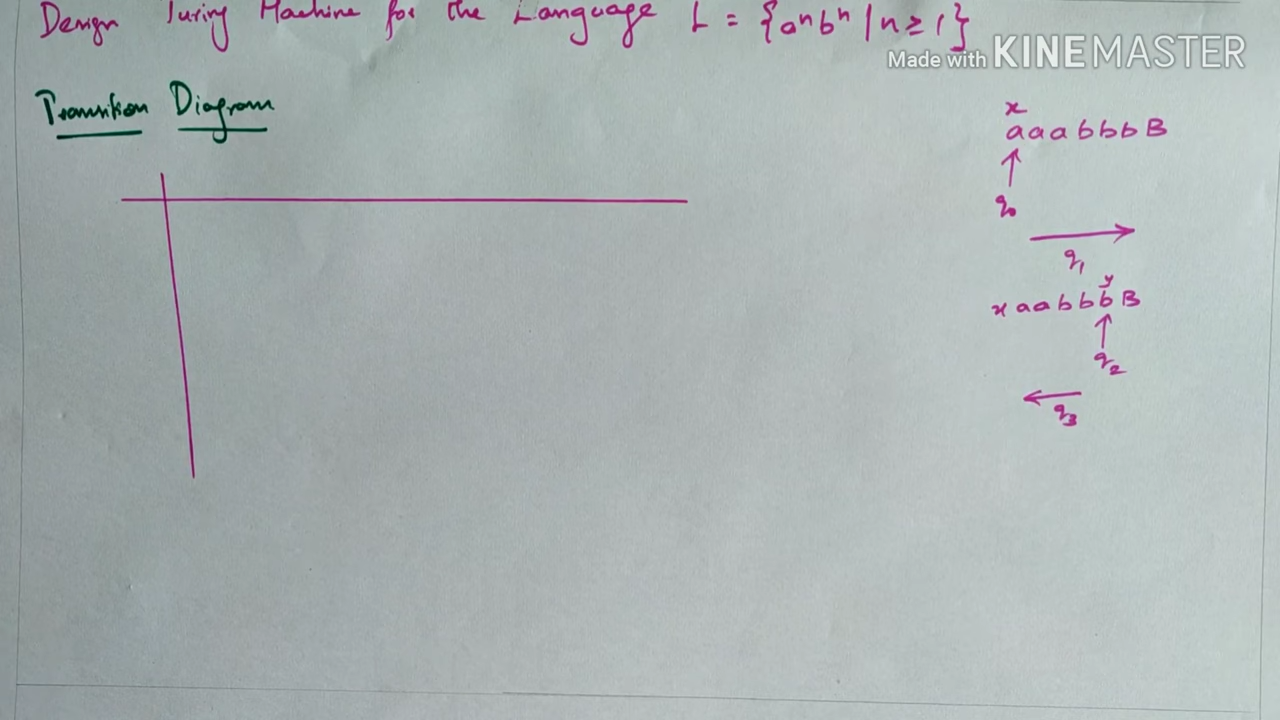 Design Turing Machine for the Language L = {aⁿbⁿ | n ≥ 1}
Made with KINEMASTER
Transition Diagram
x
aaabbbB
q₀
q₁
y
xaabbbB
q₂
q₃